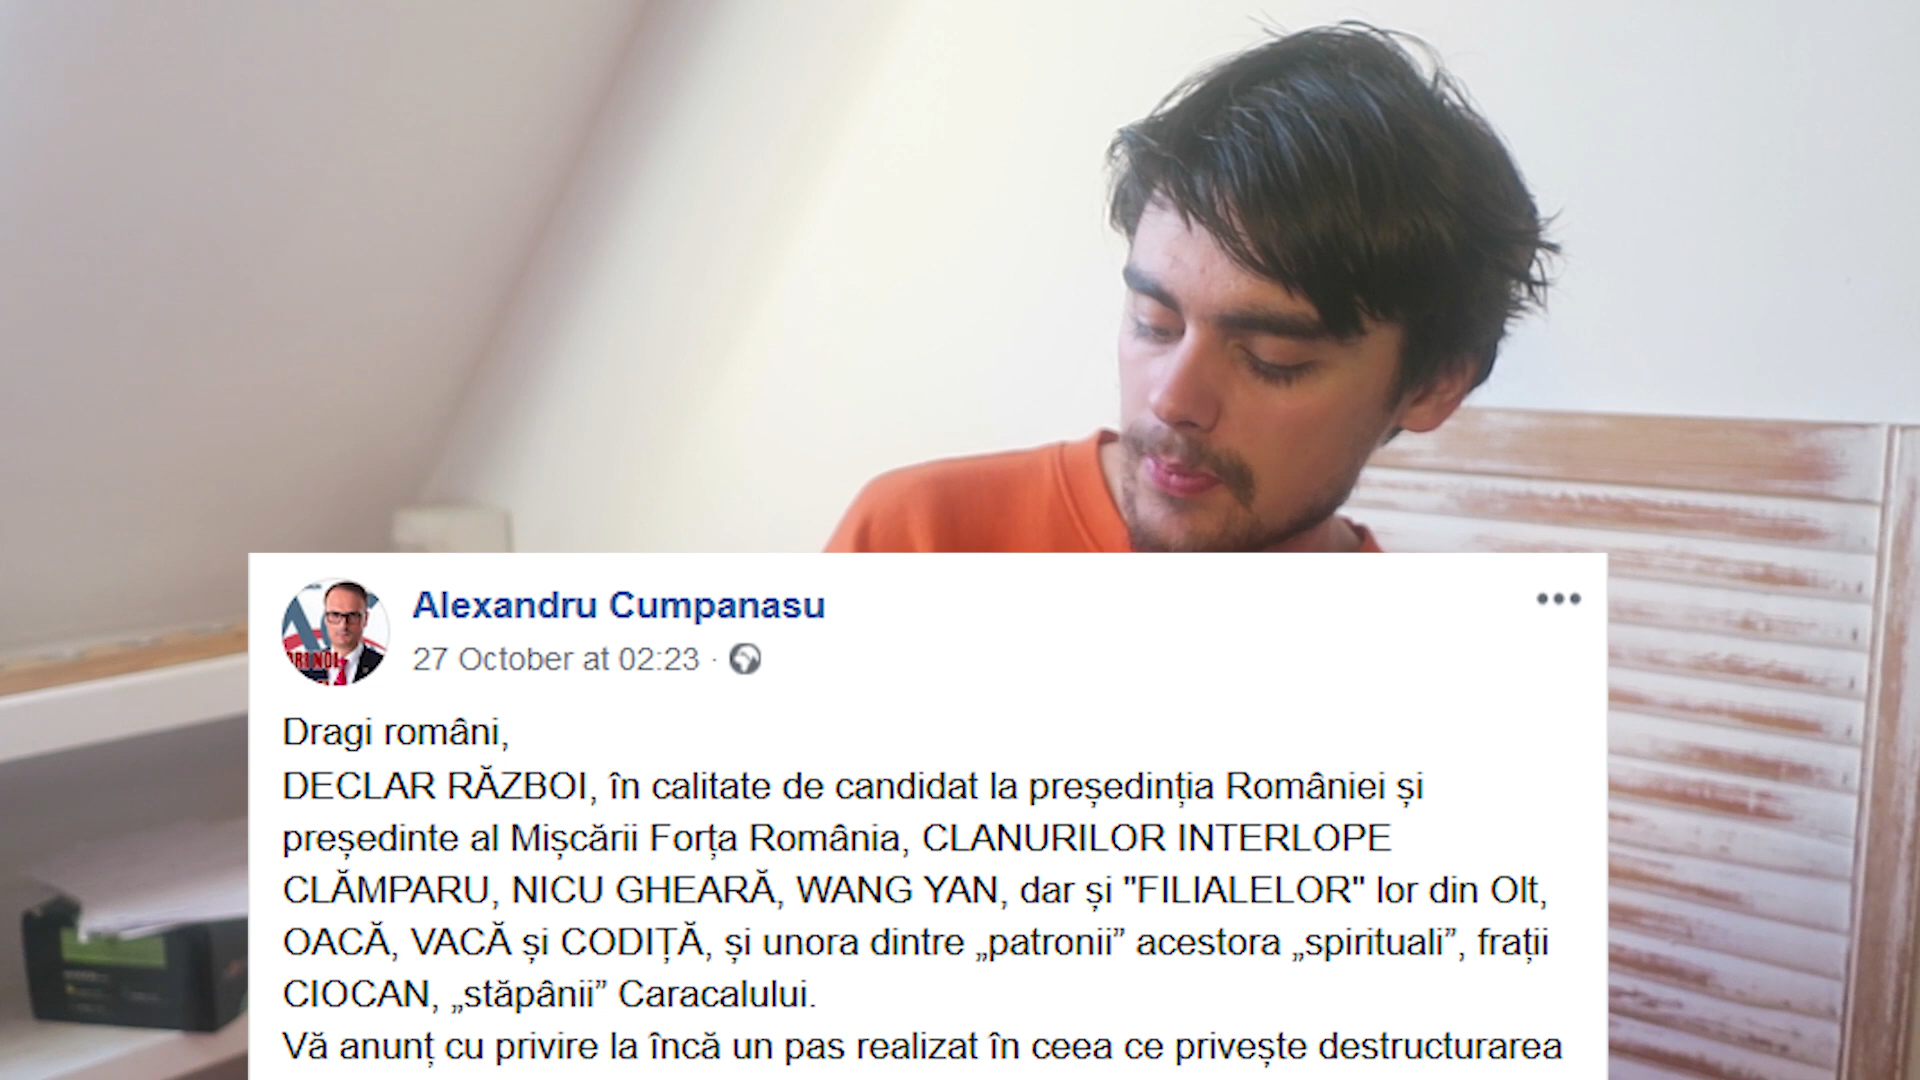 Alexandru Cumpanasu
27 October at 02:23 ·
Dragi români,
DECLAR RĂZBOI, în calitate de candidat la președinția României și
președinte al Mișcării Forța România, CLANURILOR INTERLOPE
CLĂMPARU, NICU GHEARĂ, WANG YAN, dar și "FILIALELOR" lor din Olt,
OACĂ, VACĂ și CODIȚĂ, și unora dintre „patronii” acestora „spirituali”, frații
CIOCAN, „stăpânii” Caracalului.
Vă anunț cu privire la încă un pas realizat în ceea ce privește destructurarea